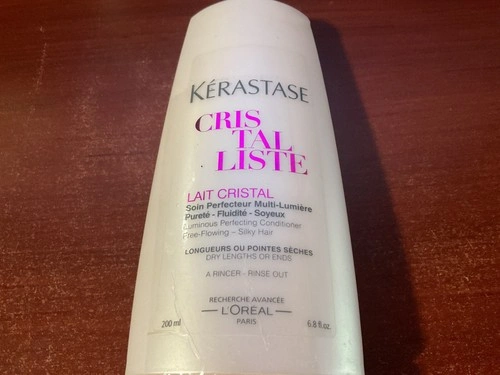 KÉRASTASE
CRIS
TAL
LISTE
LAIT CRISTAL
Soin Perfecteur Multi-Lumière
Pureté - Fluidité - Soyeux
Luminous Perfecting Conditioner
Free-Flowing – Silky Hair
LONGUEURS OU POINTES SÈCHES
DRY LENGTHS OR ENDS
A RINCER - RINSE OUT
RECHERCHE AVANCÉE
L'ORÉAL
PARIS
200 ml 6.8 fl.oz.